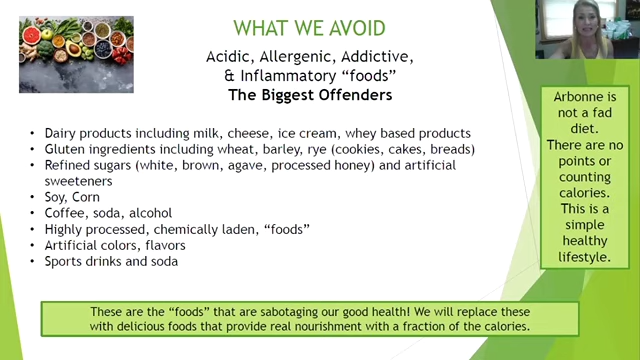 WHAT WE AVOID
Acidic, Allergenic, Addictive,
& Inflammatory “foods”
The Biggest Offenders
• Dairy products including milk, cheese, ice cream, whey based products
• Gluten ingredients including wheat, barley, rye (cookies, cakes, breads)
• Refined sugars (white, brown, agave, processed honey) and artificial
sweeteners
• Soy, Corn
• Coffee, soda, alcohol
• Highly processed, chemically laden, “foods”
• Artificial colors, flavors
• Sports drinks and soda
Arbonne is
not a fad
diet.
There are no
points or
counting
calories.
This is a
simple
healthy
lifestyle.
These are the “foods” that are sabotaging our good health! We will replace these
with delicious foods that provide real nourishment with a fraction of the calories.